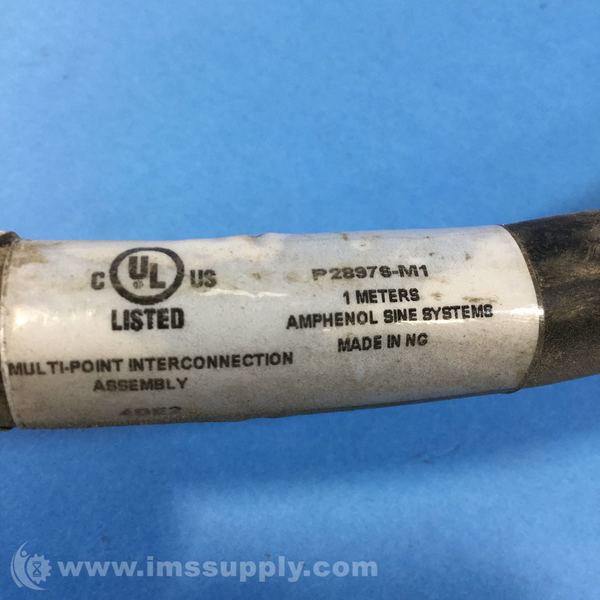 C UL US
LISTED
MULTI-POINT INTERCONNECTION
ASSEMBLY
P28976-M1
1 METERS
AMPHENOL SINE SYSTEMS
MADE IN NG
www.imssupply.com